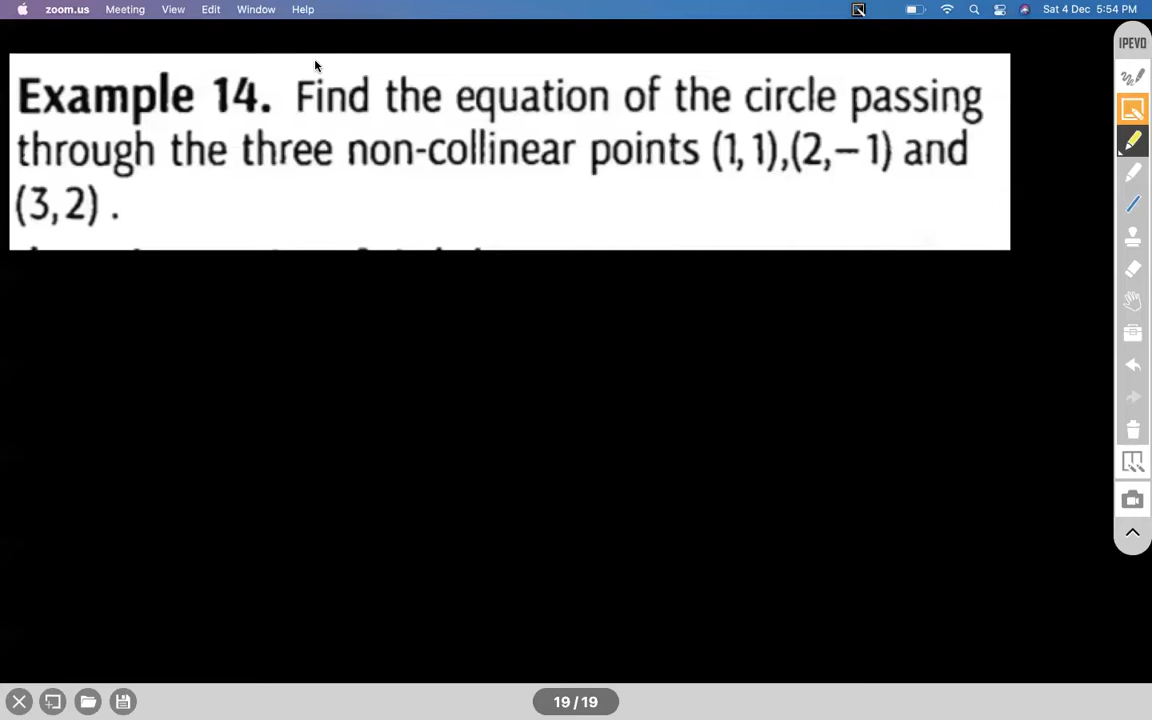 zoom.us Meeting View Edit Window Help Sat 4 Dec 5:54 PM
IPEVO
Example 14. Find the equation of the circle passing
through the three non-collinear points (1, 1),(2,− 1) and
(3, 2) .
19 / 19